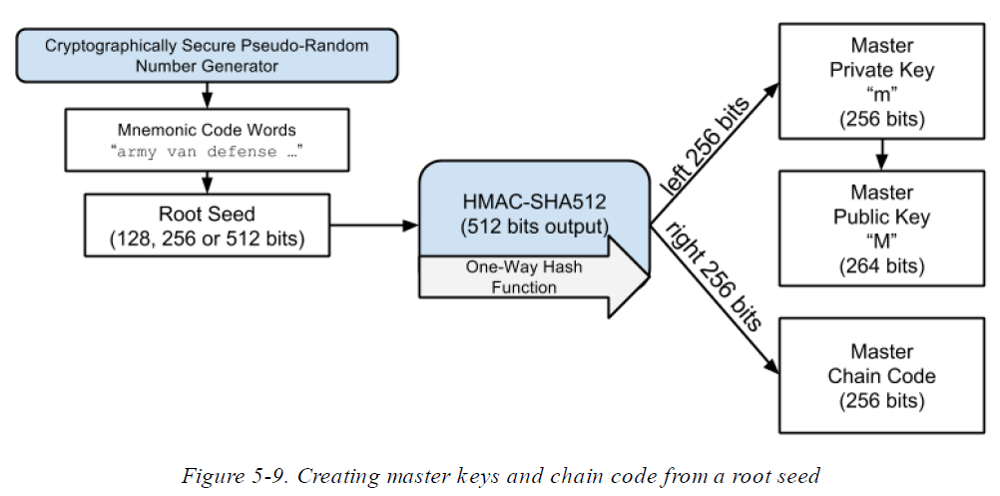 Cryptographically Secure Pseudo-Random
Number Generator
Mnemonic Code Words
“army van defense …”
Root Seed
(128, 256 or 512 bits)
HMAC-SHA512
(512 bits output)
One-Way Hash
Function
left 256 bits
right 256 bits
Master
Private Key
“m”
(256 bits)
Master
Public Key
“M”
(264 bits)
Master
Chain Code
(256 bits)
Figure 5-9. Creating master keys and chain code from a root seed